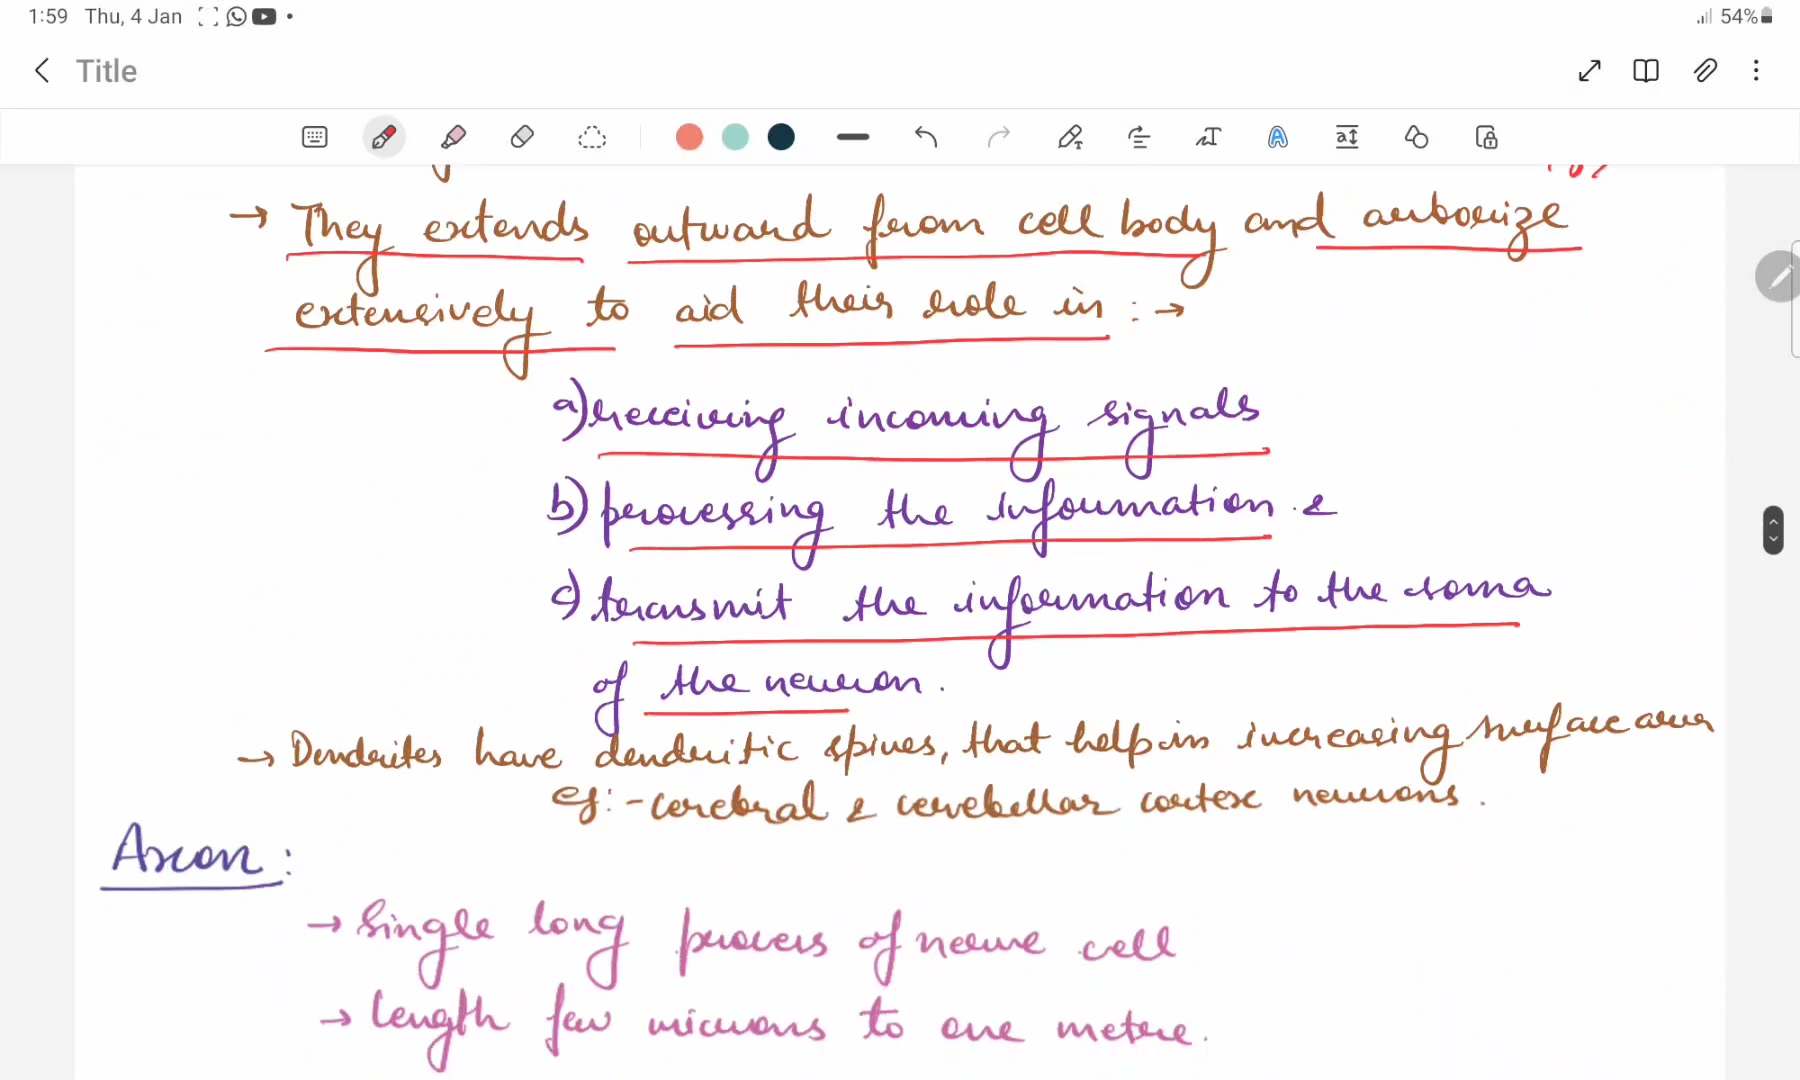 1:59 Thu, 4 Jan 54%
Title
→ They extends outward from cell body and arborize
extensively to aid their role in :→
a) receiving incoming signals
b) processing the information &
c) transmit the information to the soma
of the neuron.
→ Dendrites have dendritic spines, that help in increasing surface area
eg:- cerebral & cerebellar cortex neurons.
Axon:
→ Single long process of nerve cell
→ length few microns to one metre.